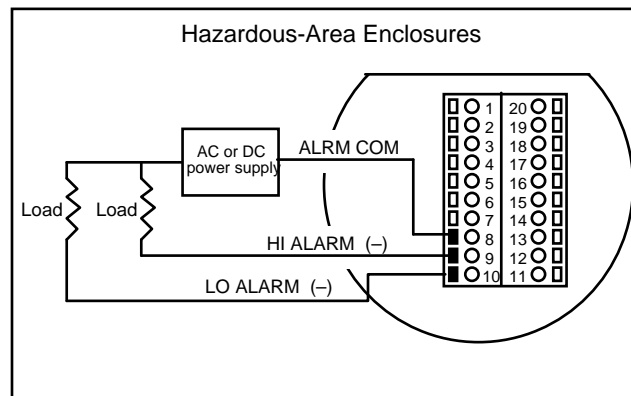 Hazardous-Area Enclosures
AC or DC
power supply
ALRM COM
Load
Load
HI ALARM (–)
LO ALARM (–)
1 20
2 19
3 18
4 17
5 16
6 15
7 14
8 13
9 12
10 11